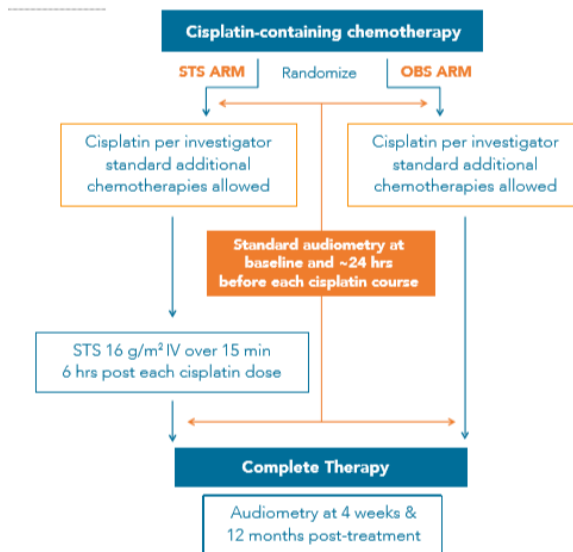 Cisplatin-containing chemotherapy
STS ARM
Randomize
OBS ARM
Cisplatin per investigator
standard additional
chemotherapies allowed
Cisplatin per investigator
standard additional
chemotherapies allowed
Standard audiometry at
baseline and ~24 hrs
before each cisplatin course
STS 16 g/m² IV over 15 min
6 hrs post each cisplatin dose
Complete Therapy
Audiometry at 4 weeks &
12 months post-treatment